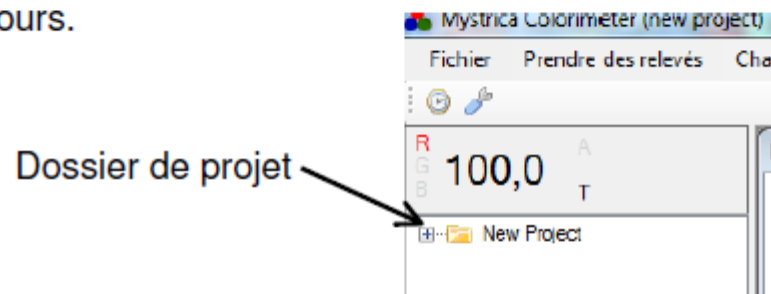 ours.
Mystrica Colorimeter (new project)
Fichier Prendre des relevés Cha
R
G
B
100,0
A
T
Dossier de projet
New Project